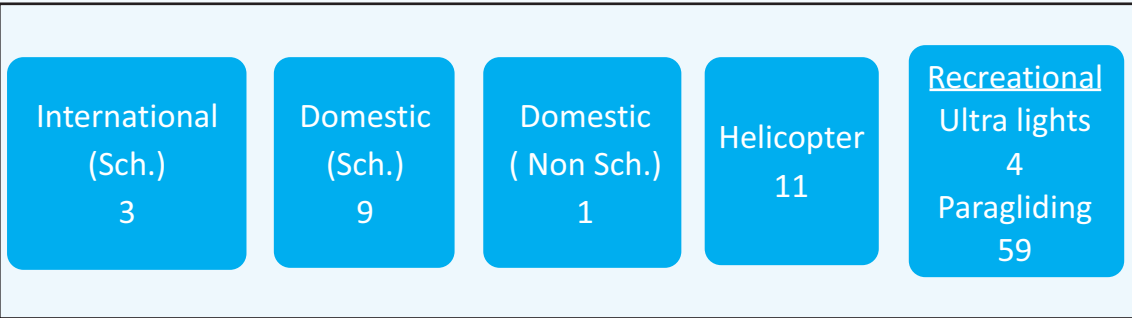 International
(Sch.)
3
Domestic
(Sch.)
9
Domestic
( Non Sch.)
1
Helicopter
11
Recreational
Ultra lights
4
Paragliding
59